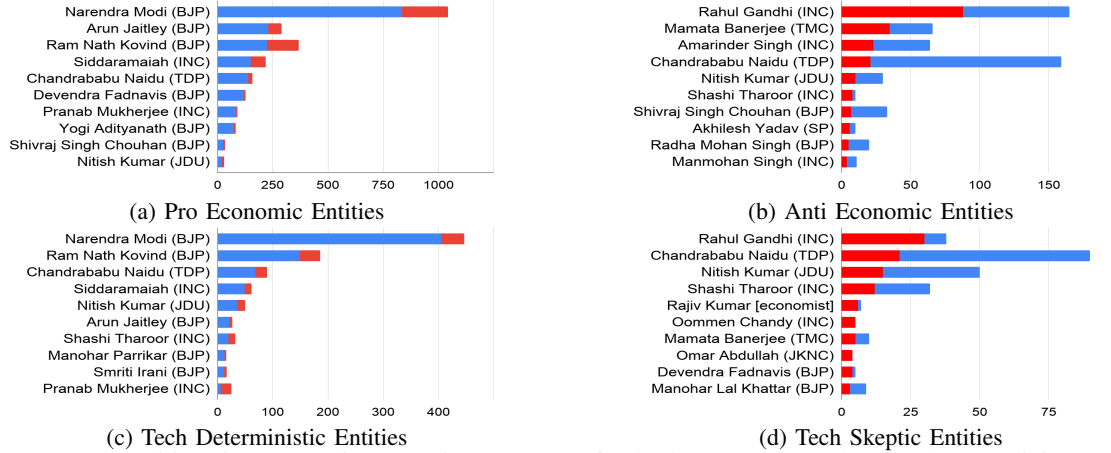 Narendra Modi (BJP)
Arun Jaitley (BJP)
Ram Nath Kovind (BJP)
Siddaramaiah (INC)
Chandrababu Naidu (TDP)
Devendra Fadnavis (BJP)
Pranab Mukherjee (INC)
Yogi Adityanath (BJP)
Shivraj Singh Chouhan (BJP)
Nitish Kumar (JDU)
0 250 500 750 1000
(a) Pro Economic Entities
Rahul Gandhi (INC)
Mamata Banerjee (TMC)
Amarinder Singh (INC)
Chandrababu Naidu (TDP)
Nitish Kumar (JDU)
Shashi Tharoor (INC)
Shivraj Singh Chouhan (BJP)
Akhilesh Yadav (SP)
Radha Mohan Singh (BJP)
Manmohan Singh (INC)
0 50 100 150
(b) Anti Economic Entities
Narendra Modi (BJP)
Ram Nath Kovind (BJP)
Chandrababu Naidu (TDP)
Siddaramaiah (INC)
Nitish Kumar (JDU)
Arun Jaitley (BJP)
Shashi Tharoor (INC)
Manohar Parrikar (BJP)
Smriti Irani (BJP)
Pranab Mukherjee (INC)
0 100 200 300 400
(c) Tech Deterministic Entities
Rahul Gandhi (INC)
Chandrababu Naidu (TDP)
Nitish Kumar (JDU)
Shashi Tharoor (INC)
Rajiv Kumar [economist]
Oommen Chandy (INC)
Mamata Banerjee (TMC)
Omar Abdullah (JKNC)
Devendra Fadnavis (BJP)
Manohar Lal Khattar (BJP)
0 25 50 75
(d) Tech Skeptic Entities